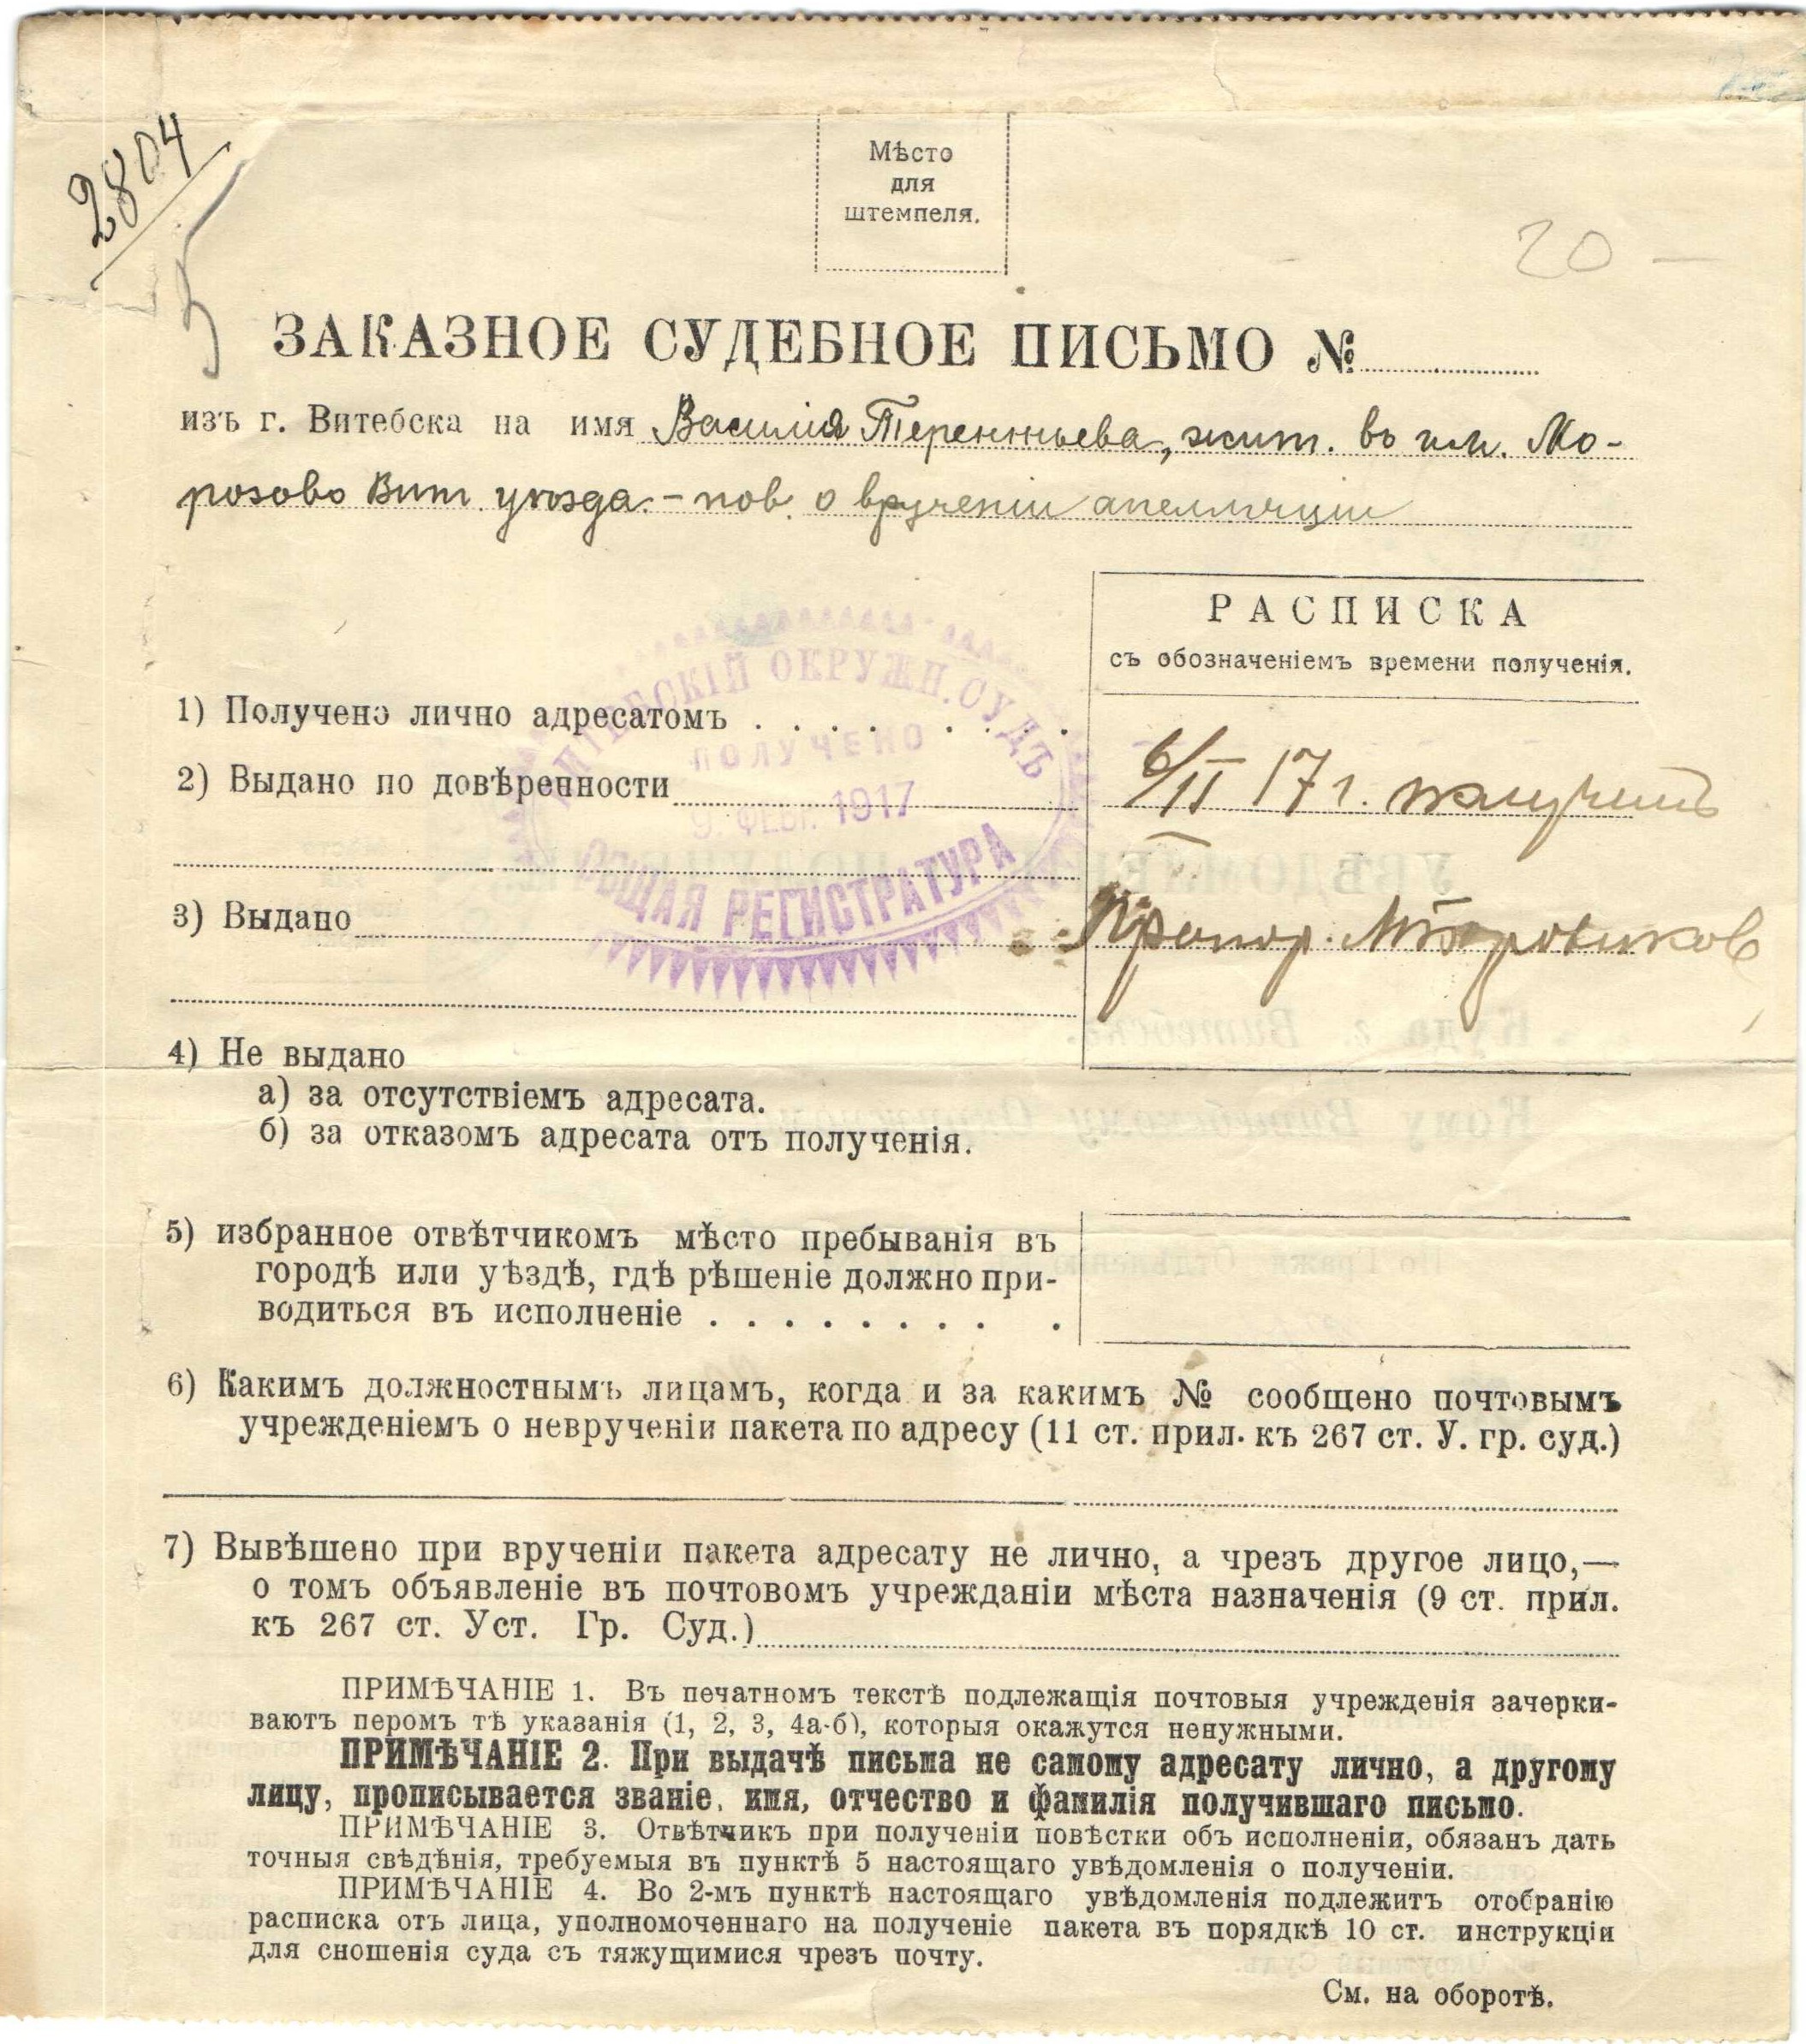 2804
Мѣсто
для
штемпеля.
20 —
ЗАКАЗНОЕ СУДЕБНОЕ ПИСЬМО №
изъ г. Витебска на имя Василія Терентьева, жит. въ им. Мо-
розово Вит. уѣзда. – пов. о врученіи апелляціи
РАСПИСКА
съ обозначеніемъ времени полученія.
ВИТЕБСКІЙ ОКРУЖН. СУДЪ
ПОЛУЧЕНО
9. ФЕВР. 1917
ОБЩАЯ РЕГИСТРАТУРА
1) Получено лично адресатомъ . . . . . . . .
2) Выдано по довѣренности
6/II 17 г. получилъ
3) Выдано
Прапор.
4) Не выдано
а) за отсутствіемъ адресата.
б) за отказомъ адресата отъ полученія.
5) избранное отвѣтчикомъ мѣсто пребыванія въ
городѣ или уѣздѣ, гдѣ рѣшеніе должно при-
водиться въ исполненіе . . . . . . . . .
6) Какимъ должностнымъ лицамъ, когда и за какимъ № сообщено почтовымъ
учрежденіемъ о неврученіи пакета по адресу (11 ст. прил. къ 267 ст. У. гр. суд.)
7) Вывѣшено при врученіи пакета адресату не лично, а чрезъ другое лицо,—
о томъ объявленіе въ почтовомъ учрежданіи мѣста назначенія (9 ст. прил.
къ 267 ст. Уст. Гр. Суд.)
ПРИМѢЧАНІЕ 1. Въ печатномъ текстѣ подлежащія почтовыя учрежденія зачерки-
ваютъ перомъ тѣ указанія (1, 2, 3, 4а-б), которыя окажутся ненужными.
ПРИМѢЧАНІЕ 2. При выдачѣ письма не самому адресату лично, а другому
лицу, прописывается званіе, имя, отчество и фамилія получившаго письмо.
ПРИМѢЧАНІЕ 3. Отвѣтчикъ при полученіи повѣстки объ исполненіи, обязанъ дать
точныя свѣдѣнія, требуемыя въ пунктѣ 5 настоящаго увѣдомленія о полученіи.
ПРИМѢЧАНІЕ 4. Во 2-мъ пунктѣ настоящаго увѣдомленія подлежитъ отобранію
расписка отъ лица, уполномоченнаго на полученіе пакета въ порядкѣ 10 ст. инструкціи
для сношенія суда съ тяжущимися чрезъ почту.
См. на оборотѣ.